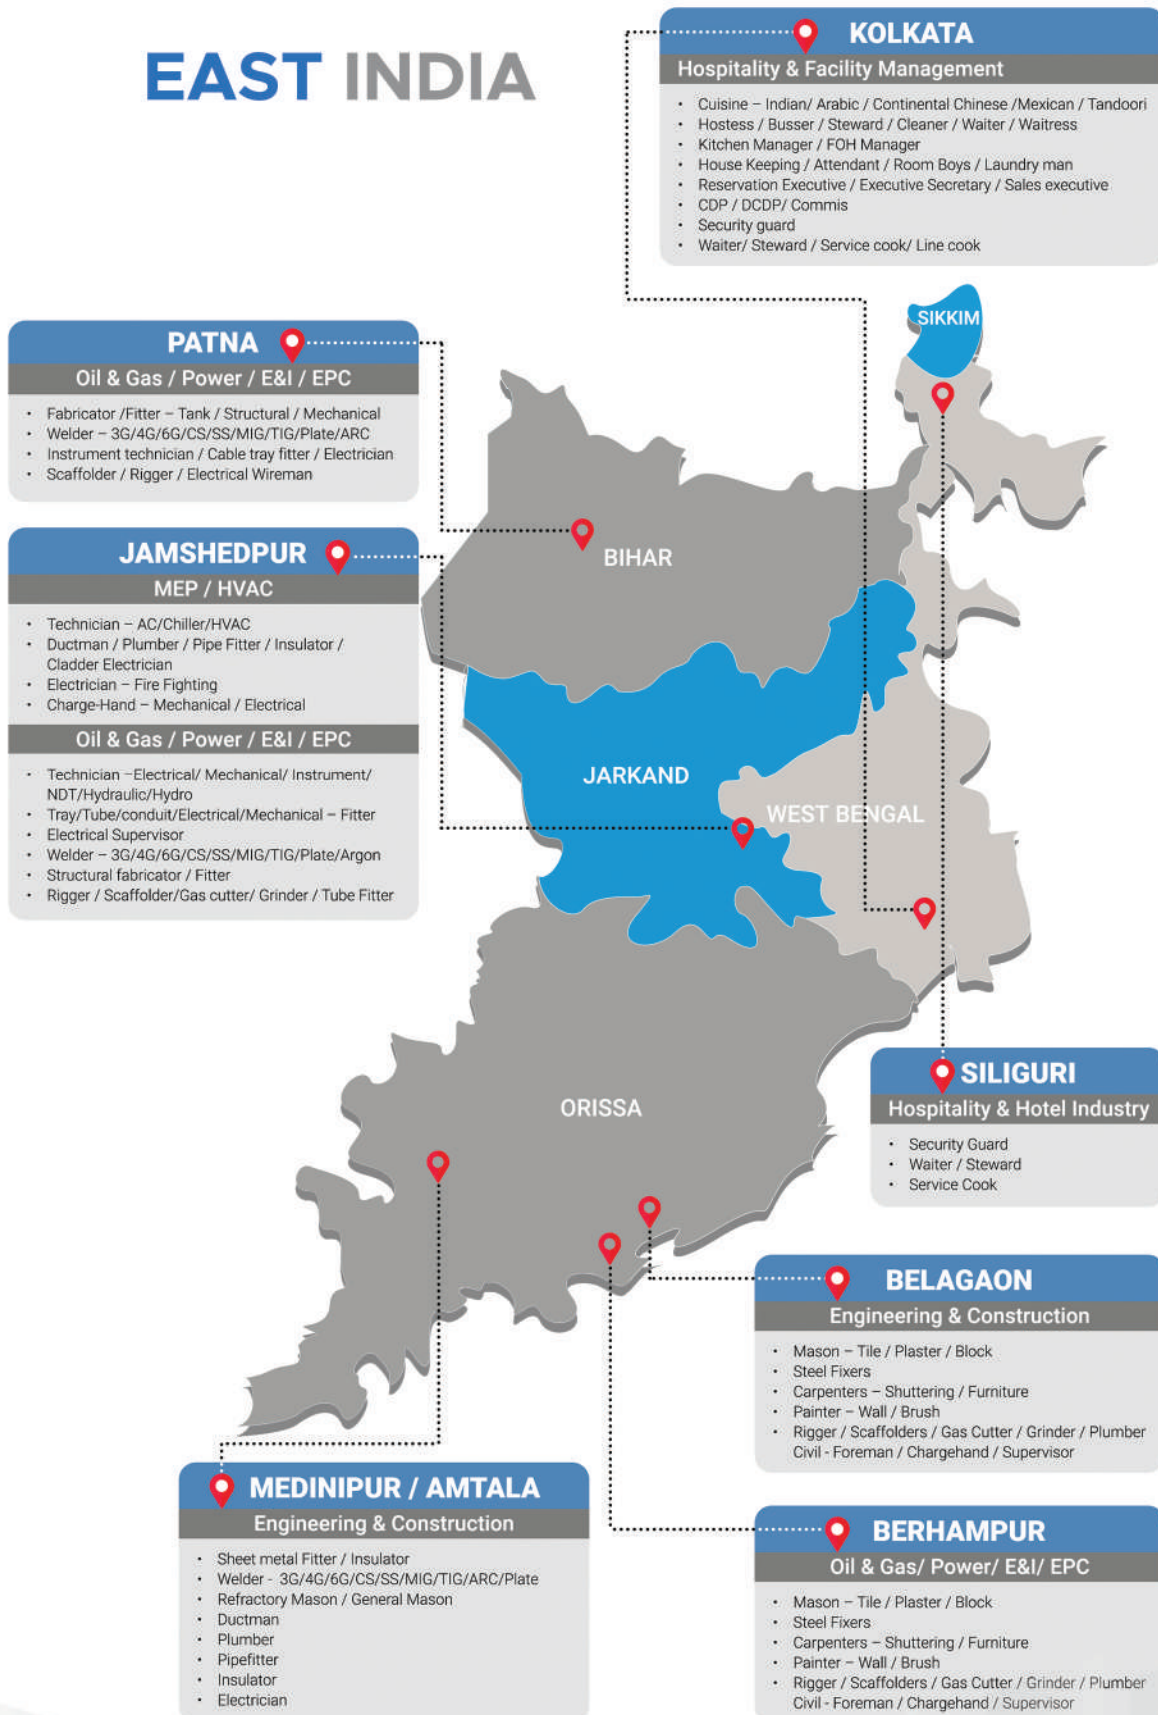 EAST INDIA
KOLKATA
Hospitality & Facility Management
• Cuisine – Indian/ Arabic / Continental Chinese /Mexican / Tandoori
• Hostess / Busser / Steward / Cleaner / Waiter / Waitress
• Kitchen Manager / FOH Manager
• House Keeping / Attendant / Room Boys / Laundry man
• Reservation Executive / Executive Secretary / Sales executive
• CDP / DCDP/ Commis
• Security guard
• Waiter/ Steward / Service cook/ Line cook
PATNA
Oil & Gas / Power / E&I / EPC
• Fabricator /Fitter – Tank / Structural / Mechanical
• Welder – 3G/4G/6G/CS/SS/MIG/TIG/Plate/ARC
• Instrument technician / Cable tray fitter / Electrician
• Scaffolder / Rigger / Electrical Wireman
JAMSHEDPUR
MEP / HVAC
• Technician – AC/Chiller/HVAC
• Ductman / Plumber / Pipe Fitter / Insulator /
Cladder Electrician
• Electrician – Fire Fighting
• Charge-Hand – Mechanical / Electrical
Oil & Gas / Power / E&I / EPC
• Technician –Electrical/ Mechanical/ Instrument/
NDT/Hydraulic/Hydro
• Tray/Tube/conduit/Electrical/Mechanical – Fitter
• Electrical Supervisor
• Welder – 3G/4G/6G/CS/SS/MIG/TIG/Plate/Argon
• Structural fabricator / Fitter
• Rigger / Scaffolder/Gas cutter/ Grinder / Tube Fitter
SIKKIM
BIHAR
JARKAND
WEST BENGAL
ORISSA
SILIGURI
Hospitality & Hotel Industry
• Security Guard
• Waiter / Steward
• Service Cook
BELAGAON
Engineering & Construction
• Mason – Tile / Plaster / Block
• Steel Fixers
• Carpenters – Shuttering / Furniture
• Painter – Wall / Brush
• Rigger / Scaffolders / Gas Cutter / Grinder / Plumber
Civil - Foreman / Chargehand / Supervisor
MEDINIPUR / AMTALA
Engineering & Construction
• Sheet metal Fitter / Insulator
• Welder - 3G/4G/6G/CS/SS/MIG/TIG/ARC/Plate
• Refractory Mason / General Mason
• Ductman
• Plumber
• Pipefitter
• Insulator
• Electrician
BERHAMPUR
Oil & Gas/ Power/ E&I/ EPC
• Mason – Tile / Plaster / Block
• Steel Fixers
• Carpenters – Shuttering / Furniture
• Painter – Wall / Brush
• Rigger / Scaffolders / Gas Cutter / Grinder / Plumber
Civil - Foreman / Chargehand / Supervisor